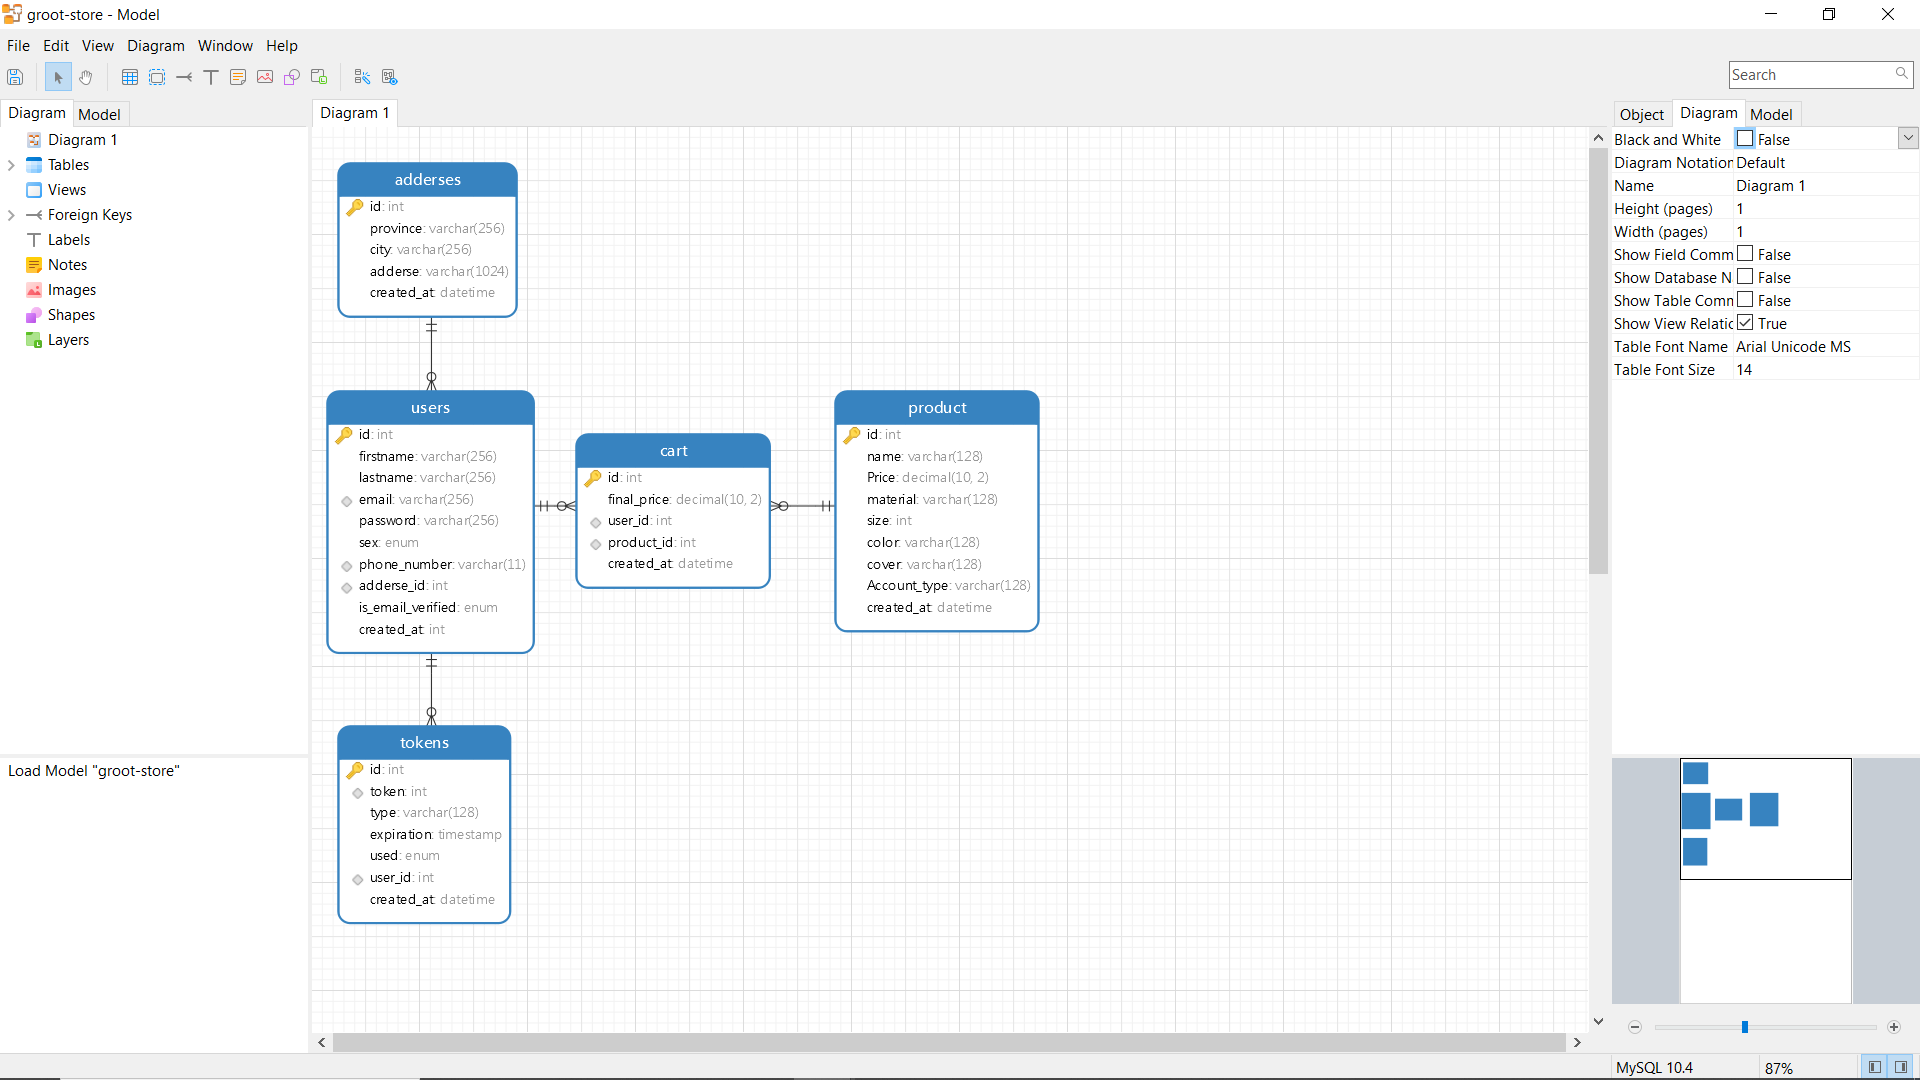 groot-store - Model
File Edit View Diagram Window Help
Search
Diagram Model
Diagram 1
Tables
Views
Foreign Keys
Labels
Notes
Images
Shapes
Layers
Load Model "groot-store"
Diagram 1
adderses
id: int
province: varchar(256)
city: varchar(256)
adderse: varchar(1024)
created_at: datetime
users
id: int
firstname: varchar(256)
lastname: varchar(256)
email: varchar(256)
password: varchar(256)
sex: enum
phone_number: varchar(11)
adderse_id: int
is_email_verified: enum
created_at: int
cart
id: int
final_price: decimal(10, 2)
user_id: int
product_id: int
created_at: datetime
product
id: int
name: varchar(128)
Price: decimal(10, 2)
material: varchar(128)
size: int
color: varchar(128)
cover: varchar(128)
Account_type: varchar(128)
created_at: datetime
tokens
id: int
token: int
type: varchar(128)
expiration: timestamp
used: enum
user_id: int
created_at: datetime
Object Diagram Model
Black and White False
Diagram Notation Default
Name Diagram 1
Height (pages) 1
Width (pages) 1
Show Field Comm False
Show Database N False
Show Table Comm False
Show View Relatic True
Table Font Name Arial Unicode MS
Table Font Size 14
MySQL 10.4 87%